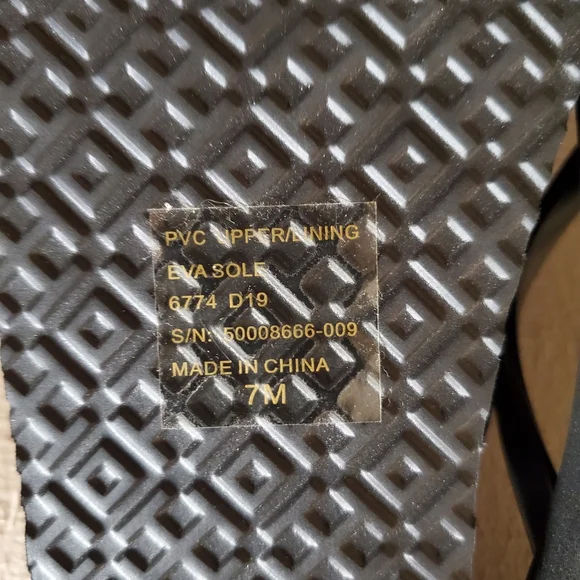 PVC UPPER/LINING
EVA SOLE
6774 D19
S/N: 50008666-009
MADE IN CHINA
7M